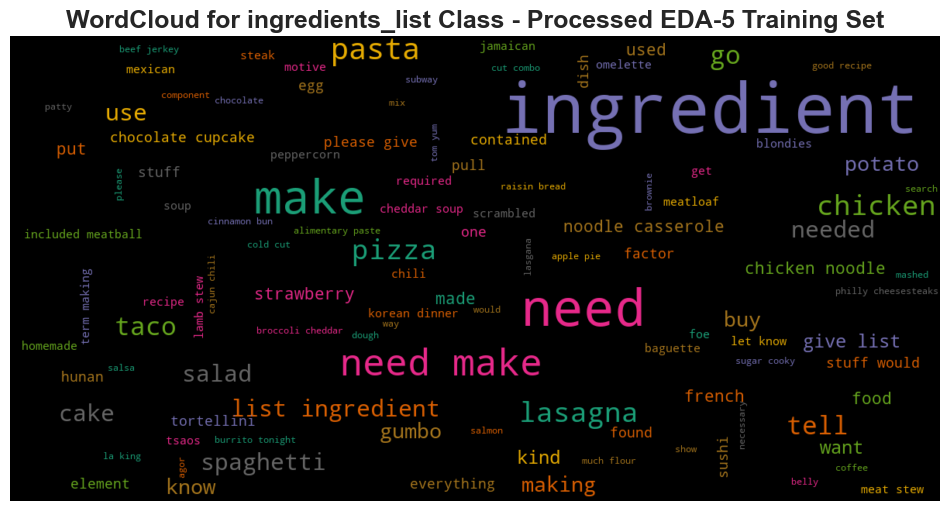 WordCloud for ingredients_list Class - Processed EDA-5 Training Set
beef jerkey
steak
pasta
jamaican
used
go
mexican
motive
cut combo
omelette
dish
good recipe
component
chocolate
egg
subway
mix
ingredient
patty
use
chocolate cupcake
please give
tom yum
contained
blondies
put
peppercorn
pull
potato
stuff
please
make
required
raisin bread
brownie
get
search
soup
cheddar soup
scrambled
meatloaf
chicken
cinnamon bun
alimentary paste
one
noodle casserole
needed
included meatball
cold cut
pizza
lasgana
apple pie
factor
chicken noodle
mashed
cajun chili
chili
term making
recipe
lamb stew
strawberry
made
need
philly cheesesteaks
taco
broccoli cheddar
korean dinner
would
way
buy
homemade
dough
foe
let know
give list
baguette
salsa
hunan
salad
need make
sugar cooky
stuff would
cake
tortellini
list ingredient
lasagna
french
food
necessary
tsaos
burrito tonight
gumbo
salmon
found
tell
la king
agor
spaghetti
kind
much flour
show
sushi
want
coffee
element
know
everything
making
belly
meat stew